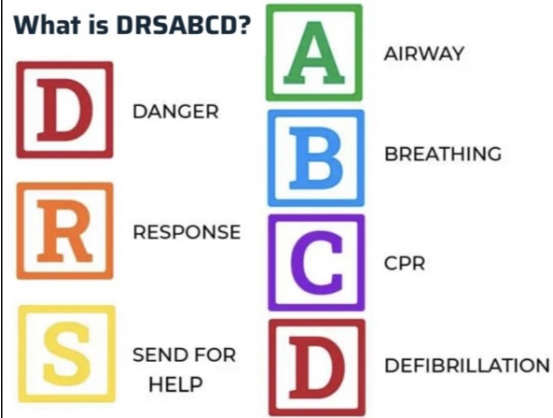 What is DRSABCD?
D DANGER
R RESPONSE
S SEND FOR
HELP
A AIRWAY
B BREATHING
C CPR
D DEFIBRILLATION